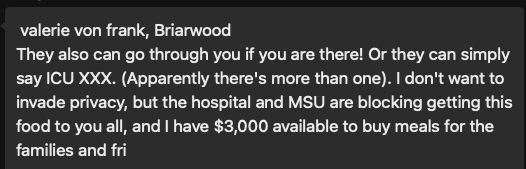 valerie von frank, Briarwood
They also can go through you if you are there! Or they can simply
say ICU XXX. (Apparently there's more than one). I don't want to
invade privacy, but the hospital and MSU are blocking getting this
food to you all, and I have $3,000 available to buy meals for the
families and fri